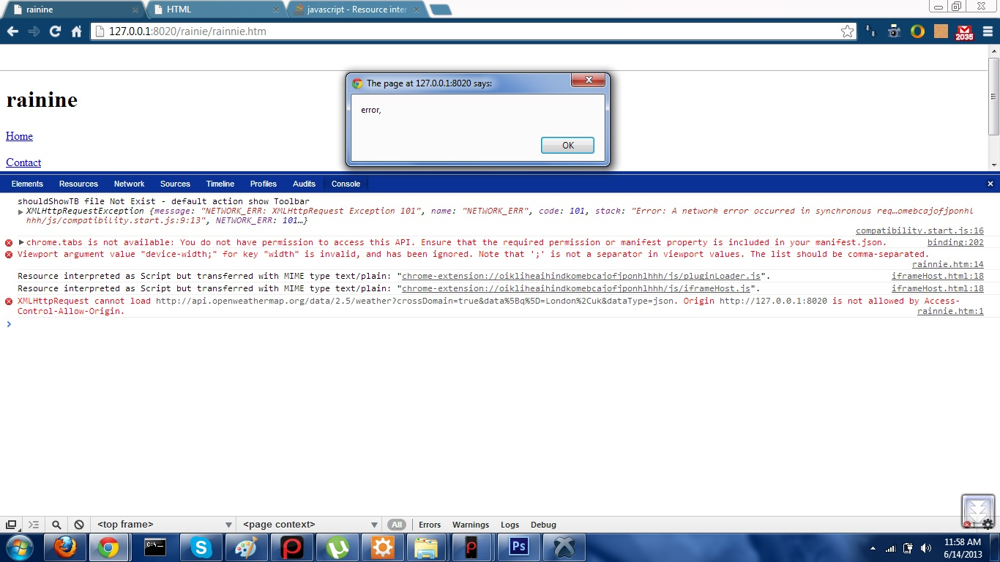 rainine
HTML
javascript - Resource inter
127.0.0.1:8020/rainie/rainnie.htm
2035
The page at 127.0.0.1:8020 says:
error,
OK
rainine
Home
Contact
Elements Resources Network Sources Timeline Profiles Audits Console
shouldShowTB file Not Exist - default action show Toolbar
XMLHttpRequestException {message: "NETWORK_ERR: XMLHttpRequest Exception 101", name: "NETWORK_ERR", code: 101, stack: "Error: A network error occurred in synchronous req…omebcajofjponhl
hhh/js/compatibility.start.js:9:13", NETWORK_ERR: 101…}
compatibility.start.js:16
chrome.tabs is not available: You do not have permission to access this API. Ensure that the required permission or manifest property is included in your manifest.json. binding:202
Viewport argument value "device-width;" for key "width" is invalid, and has been ignored. Note that ';' is not a separator in viewport values. The list should be comma-separated.
rainnie.htm:14
Resource interpreted as Script but transferred with MIME type text/plain: "chrome-extension://oikliheaihindkomebcajofjponhlhhh/js/pluginLoader.js". iframeHost.html:18
Resource interpreted as Script but transferred with MIME type text/plain: "chrome-extension://oikliheaihindkomebcajofjponhlhhh/js/iframeHost.js". iframeHost.html:18
XMLHttpRequest cannot load http://api.openweathermap.org/data/2.5/weather?crossDomain=true&data%5Bq%5D=London%2Cuk&dataType=json. Origin http://127.0.0.1:8020 is not allowed by Access-
Control-Allow-Origin. rainnie.htm:1
<top frame> <page context> All Errors Warnings Logs Debug 3
C:\_
Ps
11:58 AM
6/14/2013